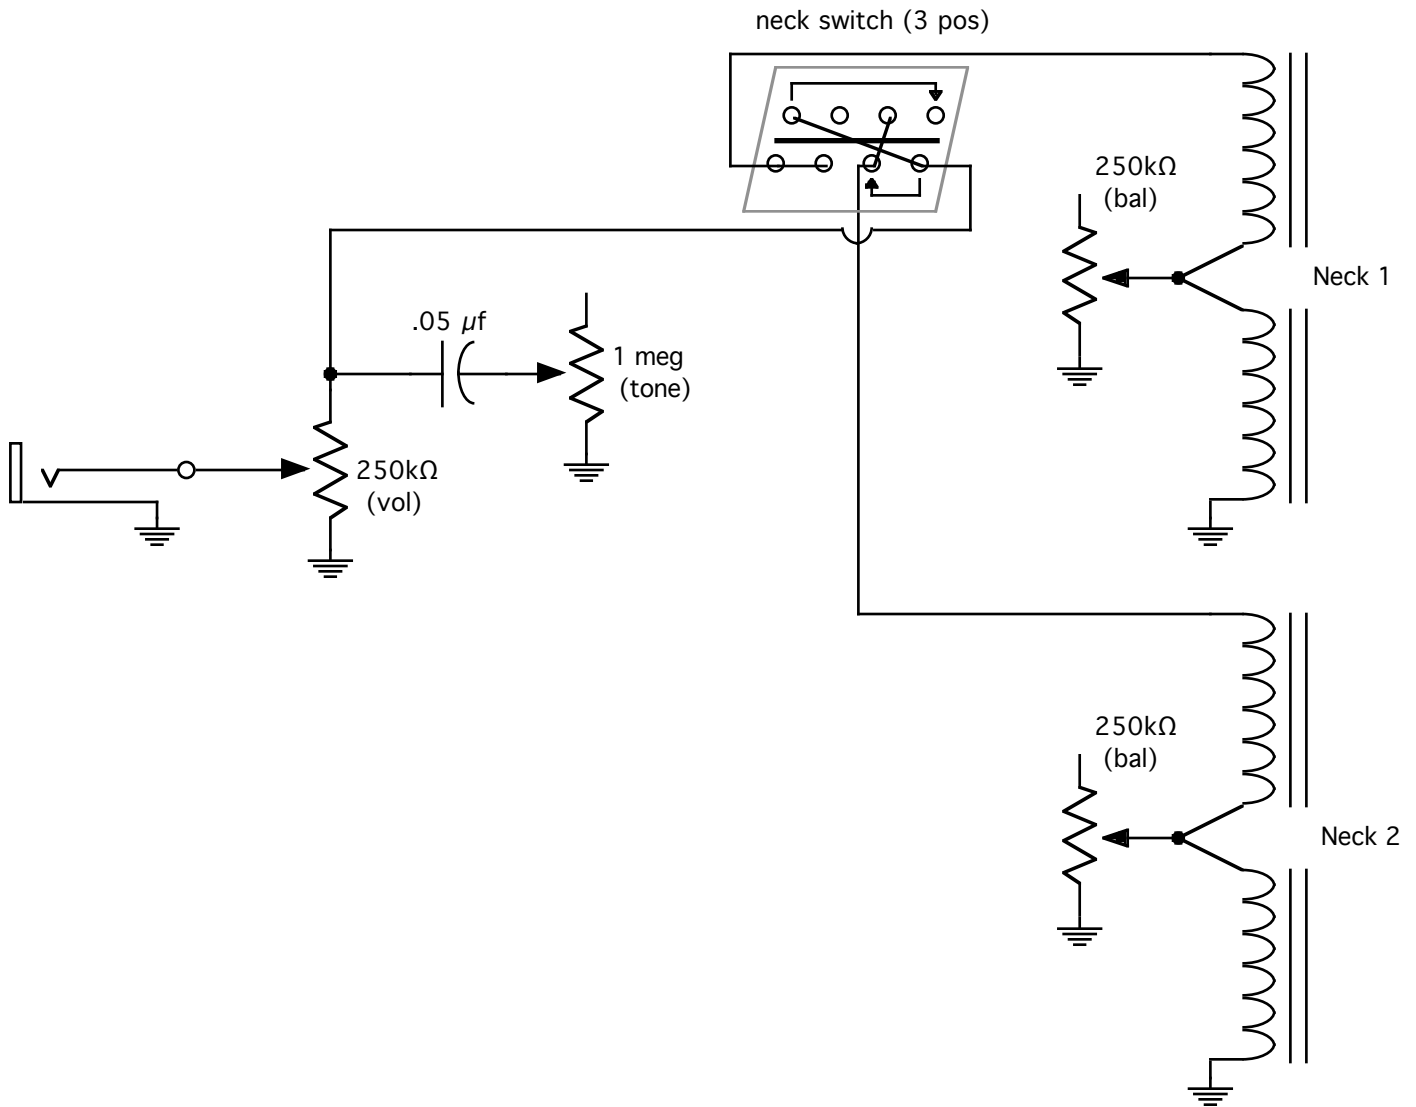 neck switch (3 pos)
250kΩ
(bal)
Neck 1
.05 µf
1 meg
(tone)
250kΩ
(vol)
250kΩ
(bal)
Neck 2